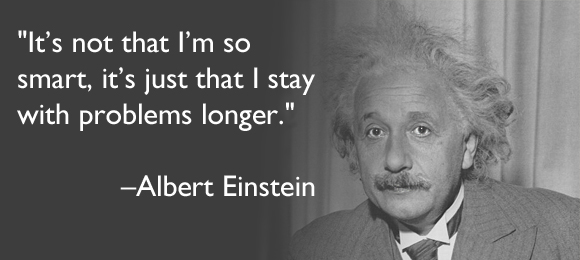 "It’s not that I’m so
smart, it’s just that I stay
with problems longer."
–Albert Einstein